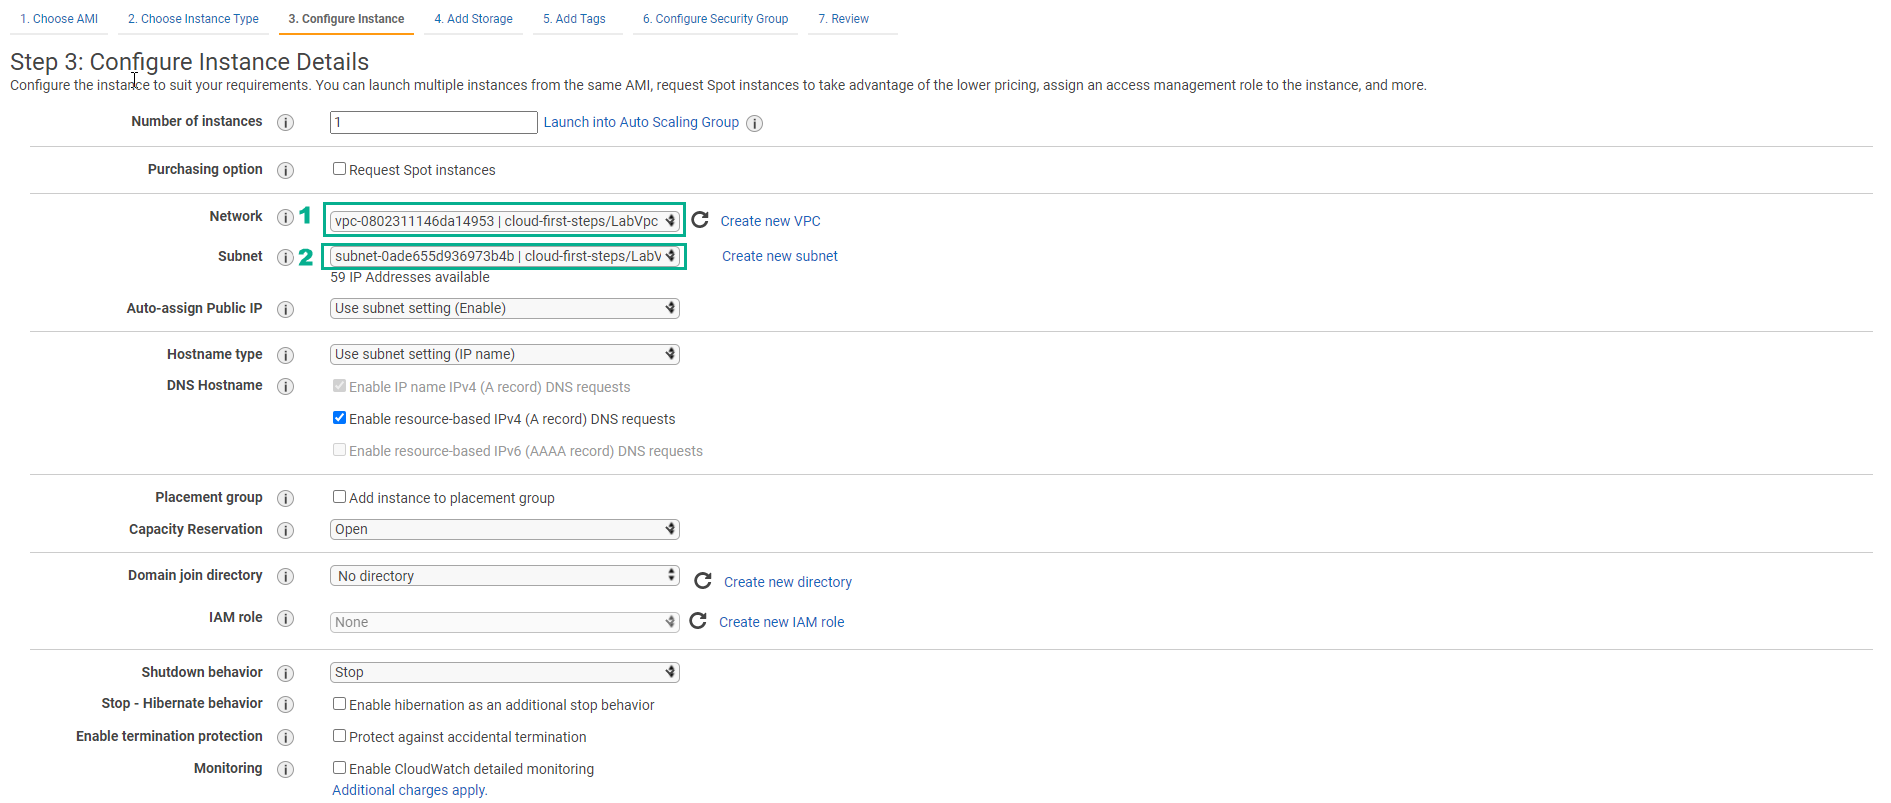 1. Choose AMI 2. Choose Instance Type 3. Configure Instance 4. Add Storage 5. Add Tags 6. Configure Security Group 7. Review
Step 3: Configure Instance Details
Configure the instance to suit your requirements. You can launch multiple instances from the same AMI, request Spot instances to take advantage of the lower pricing, assign an access management role to the instance, and more.
Number of instances 1 Launch into Auto Scaling Group
Purchasing option Request Spot instances
Network 1 vpc-0802311146da14953 | cloud-first-steps/LabVpc Create new VPC
Subnet 2 subnet-0ade655d936973b4b | cloud-first-steps/LabV Create new subnet
59 IP Addresses available
Auto-assign Public IP Use subnet setting (Enable)
Hostname type Use subnet setting (IP name)
DNS Hostname Enable IP name IPv4 (A record) DNS requests
Enable resource-based IPv4 (A record) DNS requests
Enable resource-based IPv6 (AAAA record) DNS requests
Placement group Add instance to placement group
Capacity Reservation Open
Domain join directory No directory Create new directory
IAM role None Create new IAM role
Shutdown behavior Stop
Stop - Hibernate behavior Enable hibernation as an additional stop behavior
Enable termination protection Protect against accidental termination
Monitoring Enable CloudWatch detailed monitoring
Additional charges apply.